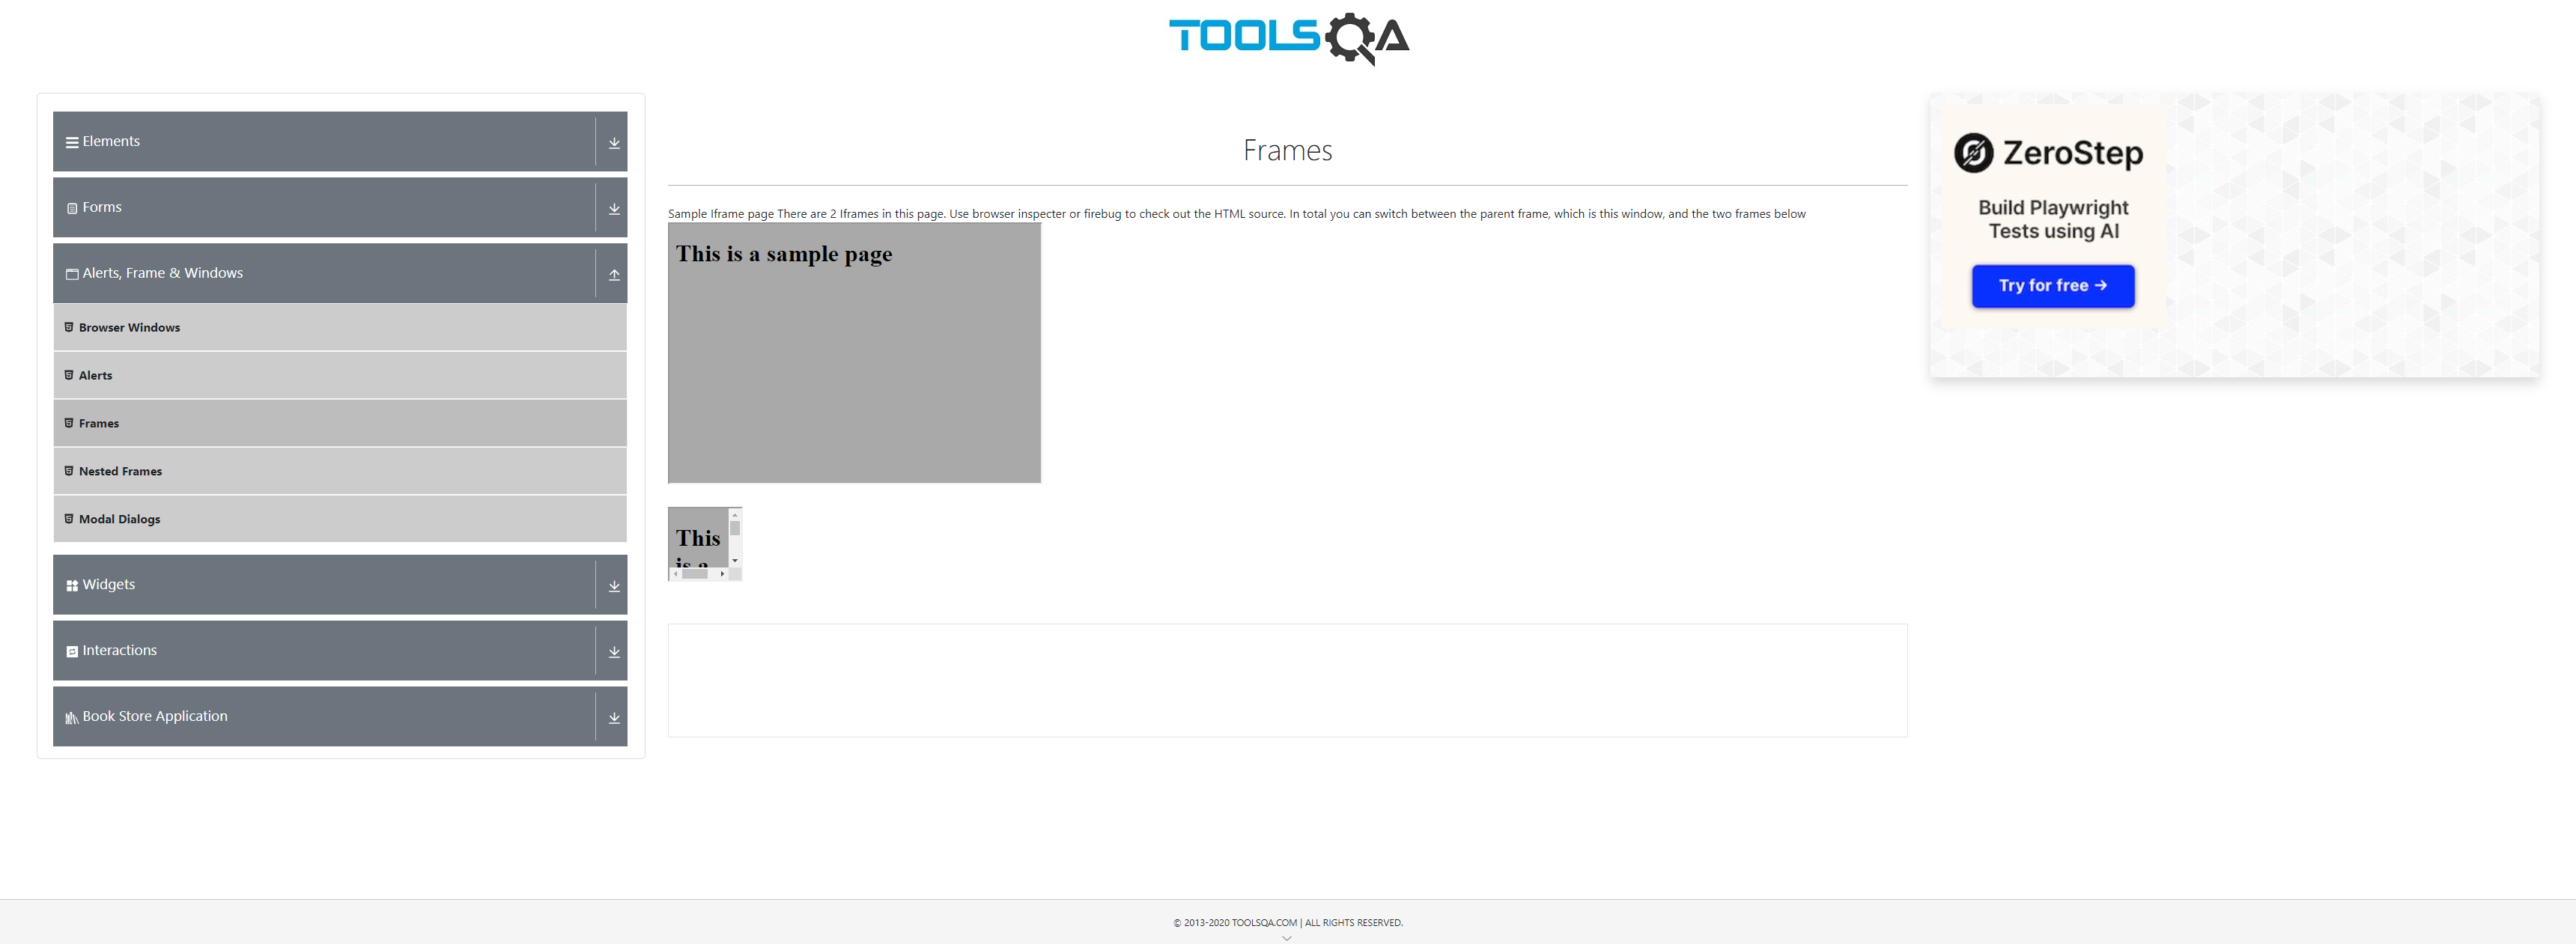 TOOLSQA
Elements
Forms
Alerts, Frame & Windows
Browser Windows
Alerts
Frames
Nested Frames
Modal Dialogs
Widgets
Interactions
Book Store Application
Frames
Sample Iframe page There are 2 Iframes in this page. Use browser inspecter or firebug to check out the HTML source. In total you can switch between the parent frame, which is this window, and the two frames below
This is a sample page
This
is a
ZeroStep
Build Playwright
Tests using AI
Try for free →
© 2013-2020 TOOLSQA.COM | ALL RIGHTS RESERVED.